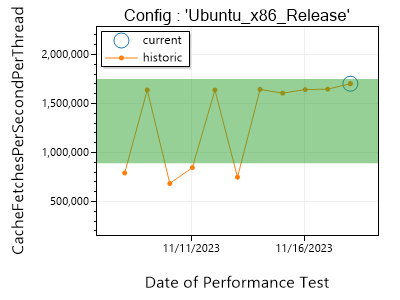 Config : 'Ubuntu_x86_Release'
CacheFetchesPerSecondPerThread
2,000,000
1,500,000
1,000,000
500,000
current
historic
11/11/2023
11/16/2023
Date of Performance Test